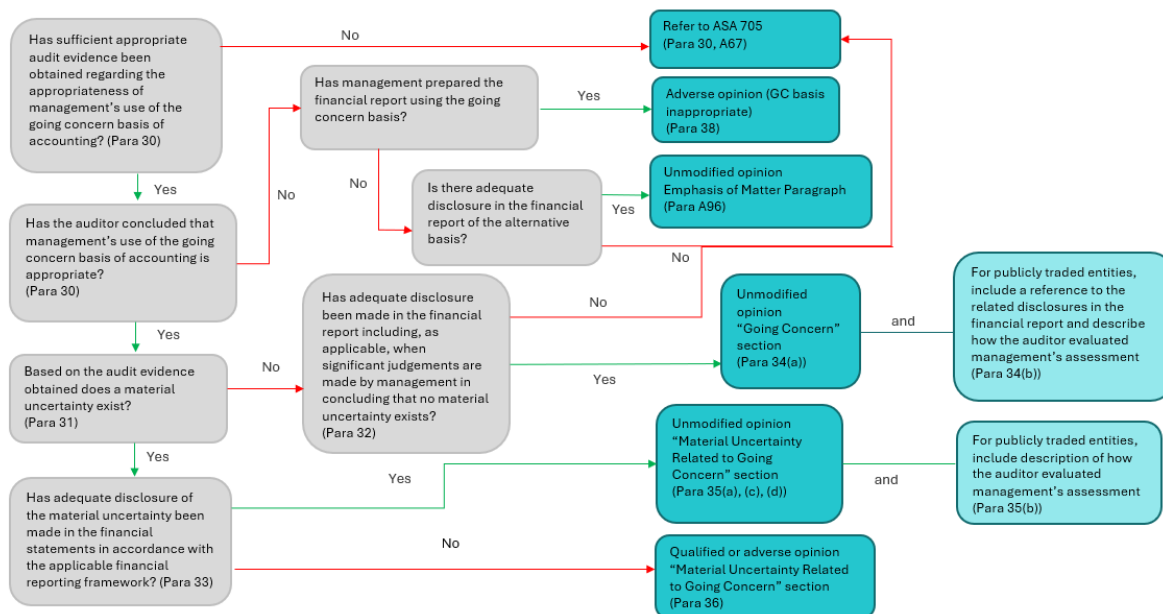 Has sufficient appropriate
audit evidence been
obtained regarding the
appropriateness of
management's use of the
going concern basis of
accounting? (Para 30)
No
Refer to ASA 705
(Para 30, A67)
Has management prepared the
financial report using the going
concern basis?
Yes
Adverse opinion (GC basis
inappropriate)
(Para 38)
Yes
No
No
Is there adequate
disclosure in the financial
report of the alternative
basis?
Yes
Unmodified opinion
Emphasis of Matter Paragraph
(Para A96)
No
Has the auditor concluded that
management's use of the going
concern basis of accounting is
appropriate?
(Para 30)
Yes
Has adequate disclosure
been made in the financial
report including, as
applicable, when
significant judgements are
made by management in
concluding that no material
uncertainty exists?
(Para 32)
No
Yes
Unmodified
opinion
“Going Concern”
section
(Para 34(a))
and
For publicly traded entities,
include a reference to the
related disclosures in the
financial report and describe
how the auditor evaluated
management's assessment
(Para 34(b))
Based on the audit evidence
obtained does a material
uncertainty exist?
(Para 31)
No
Yes
Has adequate disclosure of
the material uncertainty been
made in the financial
statements in accordance with
the applicable financial
reporting framework? (Para 33)
Yes
Unmodified opinion
“Material Uncertainty
Related to Going
Concern” section
(Para 35(a), (c), (d))
and
For publicly traded entities,
include description of how
the auditor evaluated
management's assessment
(Para 35(b))
No
Qualified or adverse opinion
“Material Uncertainty Related
to Going Concern” section
(Para 36)